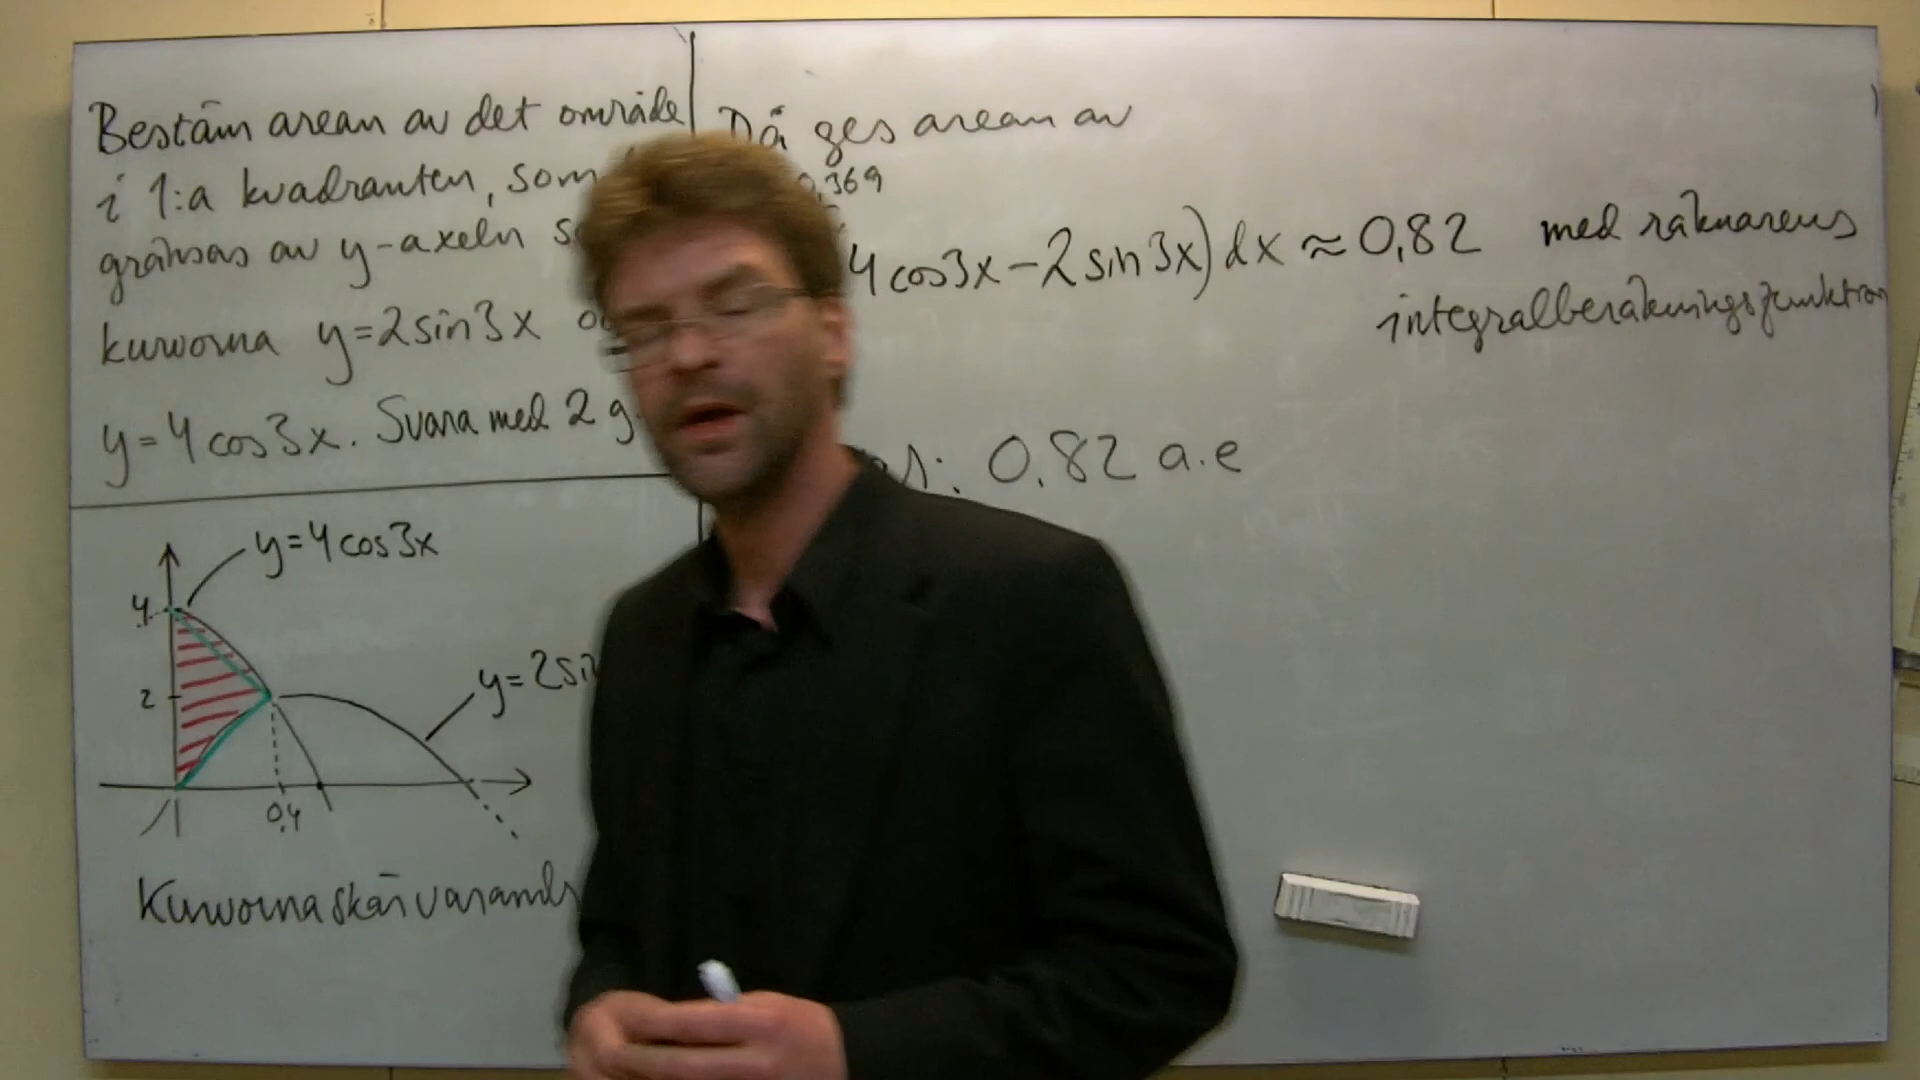 Bestäm arean av det område
i 1:a kvadranten, som
gränsas av y-axeln
kurvorna y=2sin3x
y=4cos3x. Svara med 2 g
y=4cos3x
4
2
y=2sin
0,4
Kurvorna skär varandr
Då ges arean av
0,369
4cos3x-2sin3x)dx≈0,82 med räknarens
integralberäkningsfunktion
: 0,82 a.e